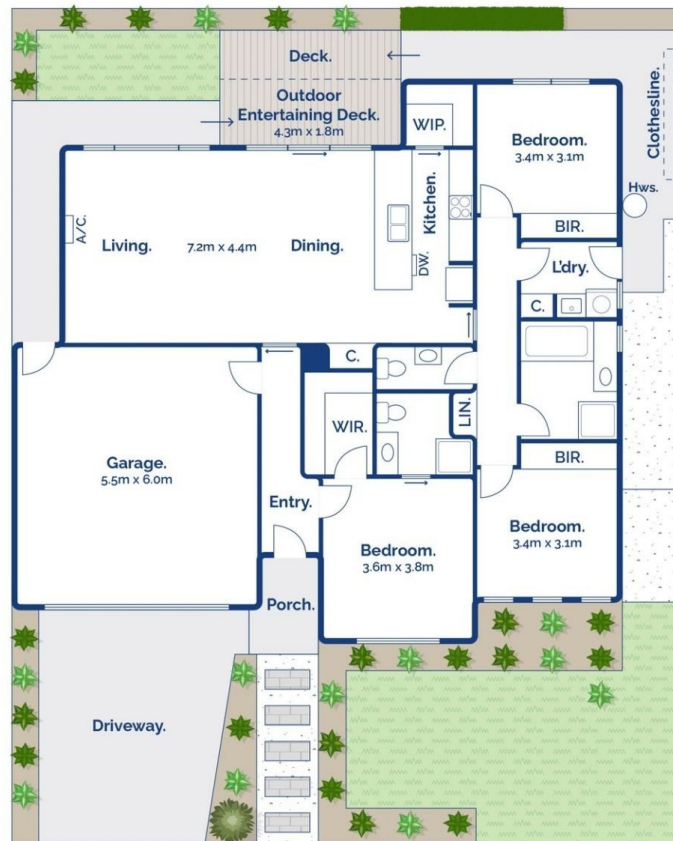 Deck.
Outdoor
Entertaining Deck.
4.3m x 1.8m
WIP.
Bedroom.
3.4m x 3.1m
Clothesline.
Hws.
A/C.
Living.
7.2m x 4.4m
Dining.
Kitchen.
DW.
BIR.
L'dry.
C.
C.
WIR.
LIN.
BIR.
Garage.
5.5m x 6.0m
Entry.
Bedroom.
3.6m x 3.8m
Bedroom.
3.4m x 3.1m
Porch.
Driveway.